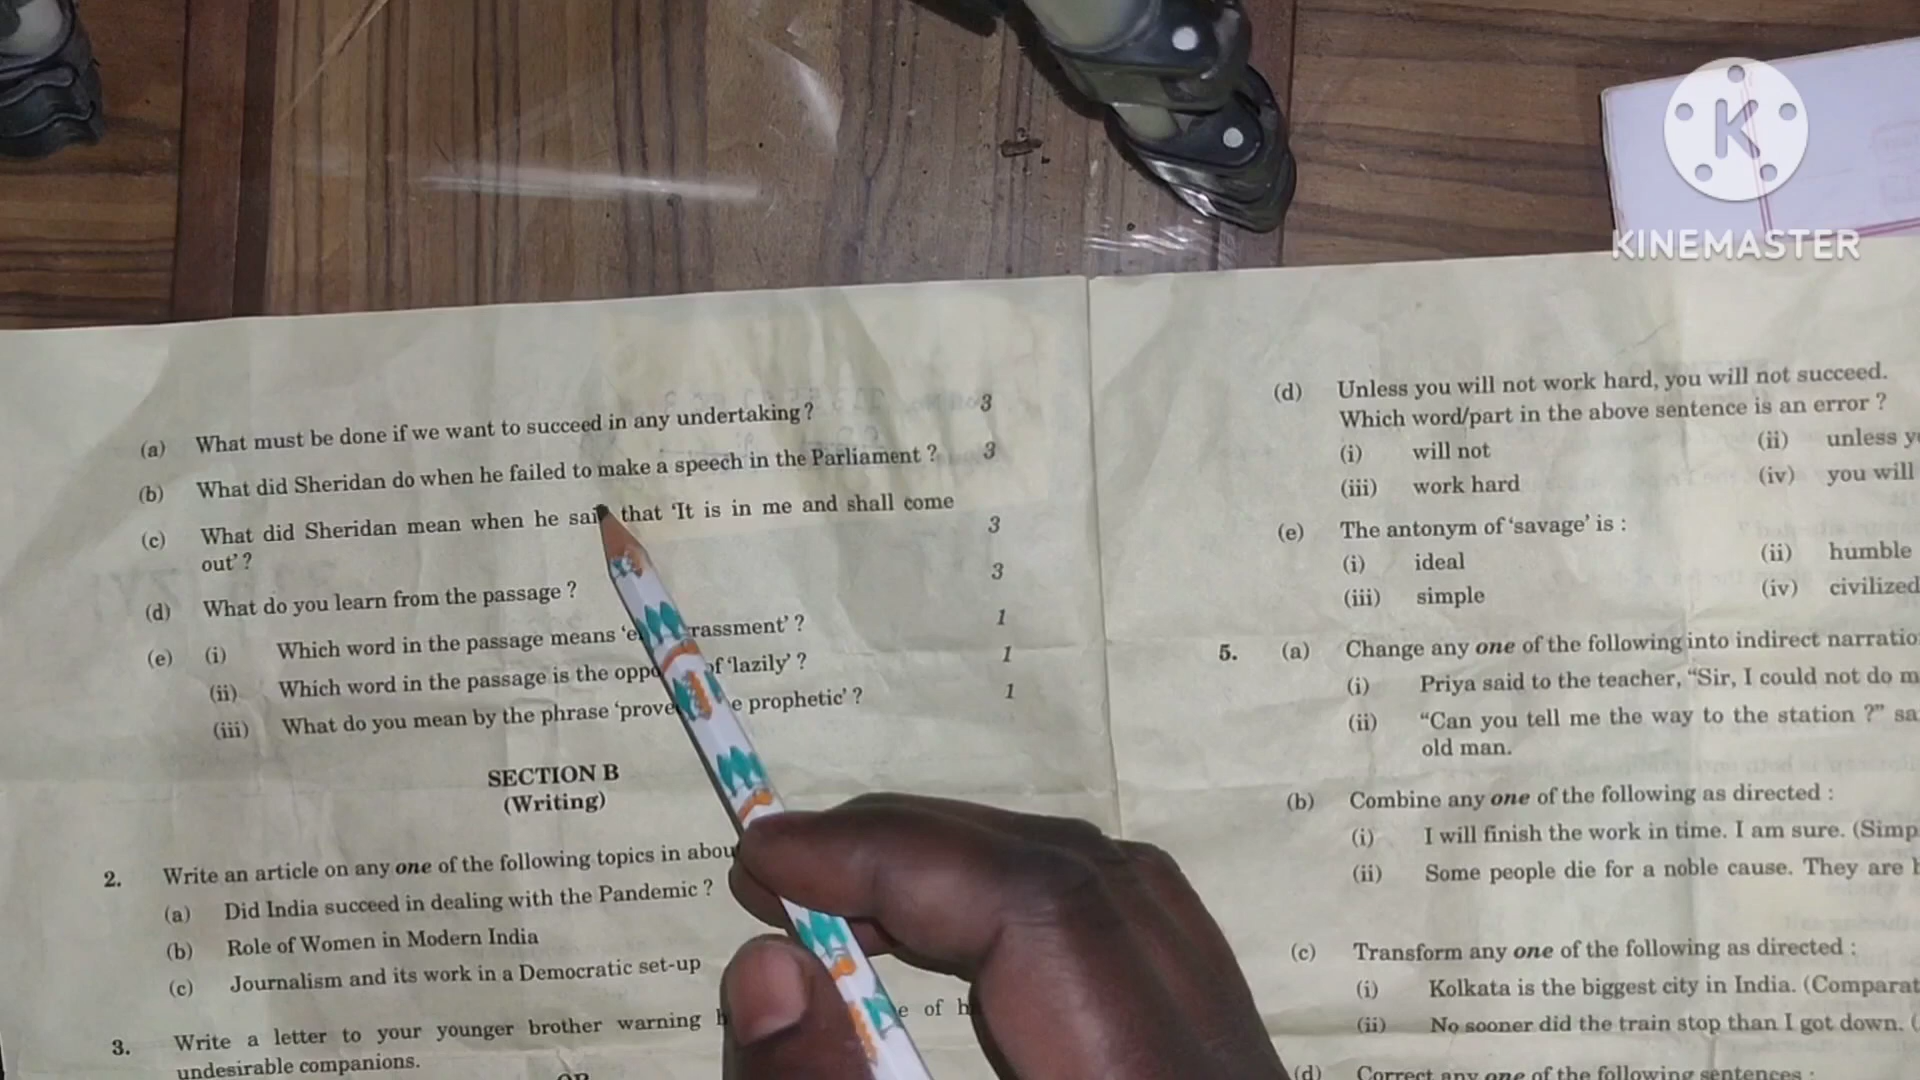 KINEMASTER
(a) What must be done if we want to succeed in any undertaking ? 3
(b) What did Sheridan do when he failed to make a speech in the Parliament ? 3
(c) What did Sheridan mean when he said that 'It is in me and shall come
out' ? 3
(d) What do you learn from the passage ? 3
(e) (i) Which word in the passage means rassment' ? 1
(ii) Which word in the passage is the of 'lazily' ? 1
(iii) What do you mean by the phrase prophetic' ? 1
SECTION B
(Writing)
2. Write an article on any one of the following topics in
(a) Did India succeed in dealing with the Pandemic ?
(b) Role of Women in Modern India
(c) Journalism and its work in a Democratic set-up
3. Write a letter to your younger brother warning of
undesirable companions.
(d) Unless you will not work hard, you will not succeed.
Which word/part in the above sentence is an error ?
(i) will not (ii) unless
(iii) work hard (iv) you will
(e) The antonym of 'savage' is :
(i) ideal (ii) humble
(iii) simple (iv) civilized
5. (a) Change any one of the following into indirect narratio
(i) Priya said to the teacher, "Sir, I could not do
(ii) "Can you tell me the way to the station ?" sa
old man.
(b) Combine any one of the following as directed :
(i) I will finish the work in time. I am sure. (Simp
(ii) Some people die for a noble cause. They are
(c) Transform any one of the following as directed :
(i) Kolkata is the biggest city in India. (Comparat
(ii) No sooner did the train stop than I got down. (
(d) Correct any one of the following sentences :